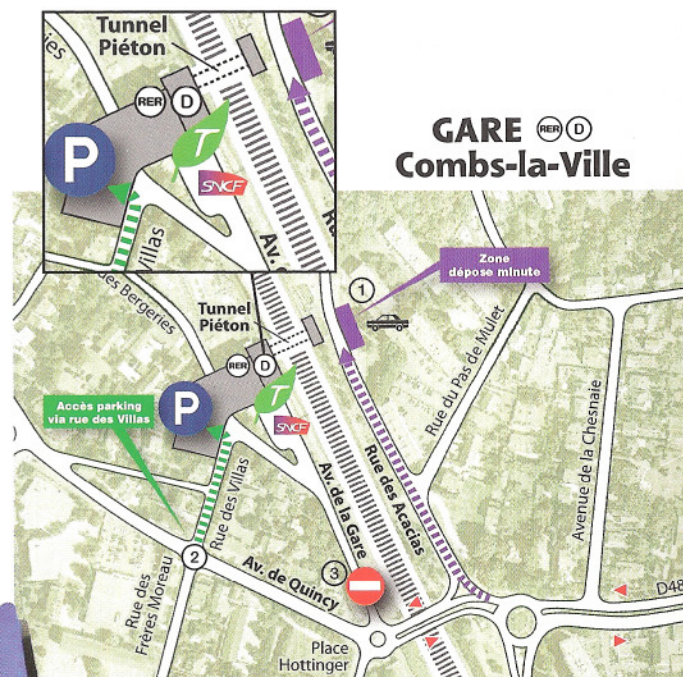 Tunnel
Piéton
RER D
P
T
SNCF
Villas
GARE RER D
Combs-la-Ville
Zone
dépose minute
1
des Bergeries
Tunnel
Piéton
RER D
P
T
SNCF
Accès parking
via rue des Villas
Rue du Pas de Mulet
Avenue de la Chesnaie
Rue des Villas
Av. de la Gare
Rue des Acacias
2
3
Av. de Quincy
Rue des
Frères Moreau
Place
Hottinger
D48